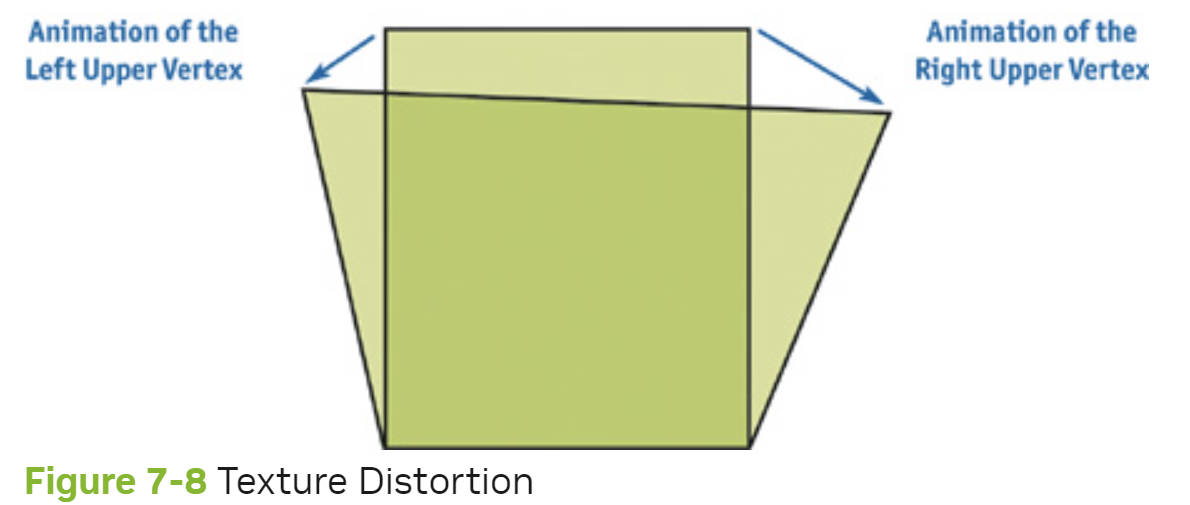 Animation of the
Left Upper Vertex
Animation of the
Right Upper Vertex
Figure 7-8 Texture Distortion